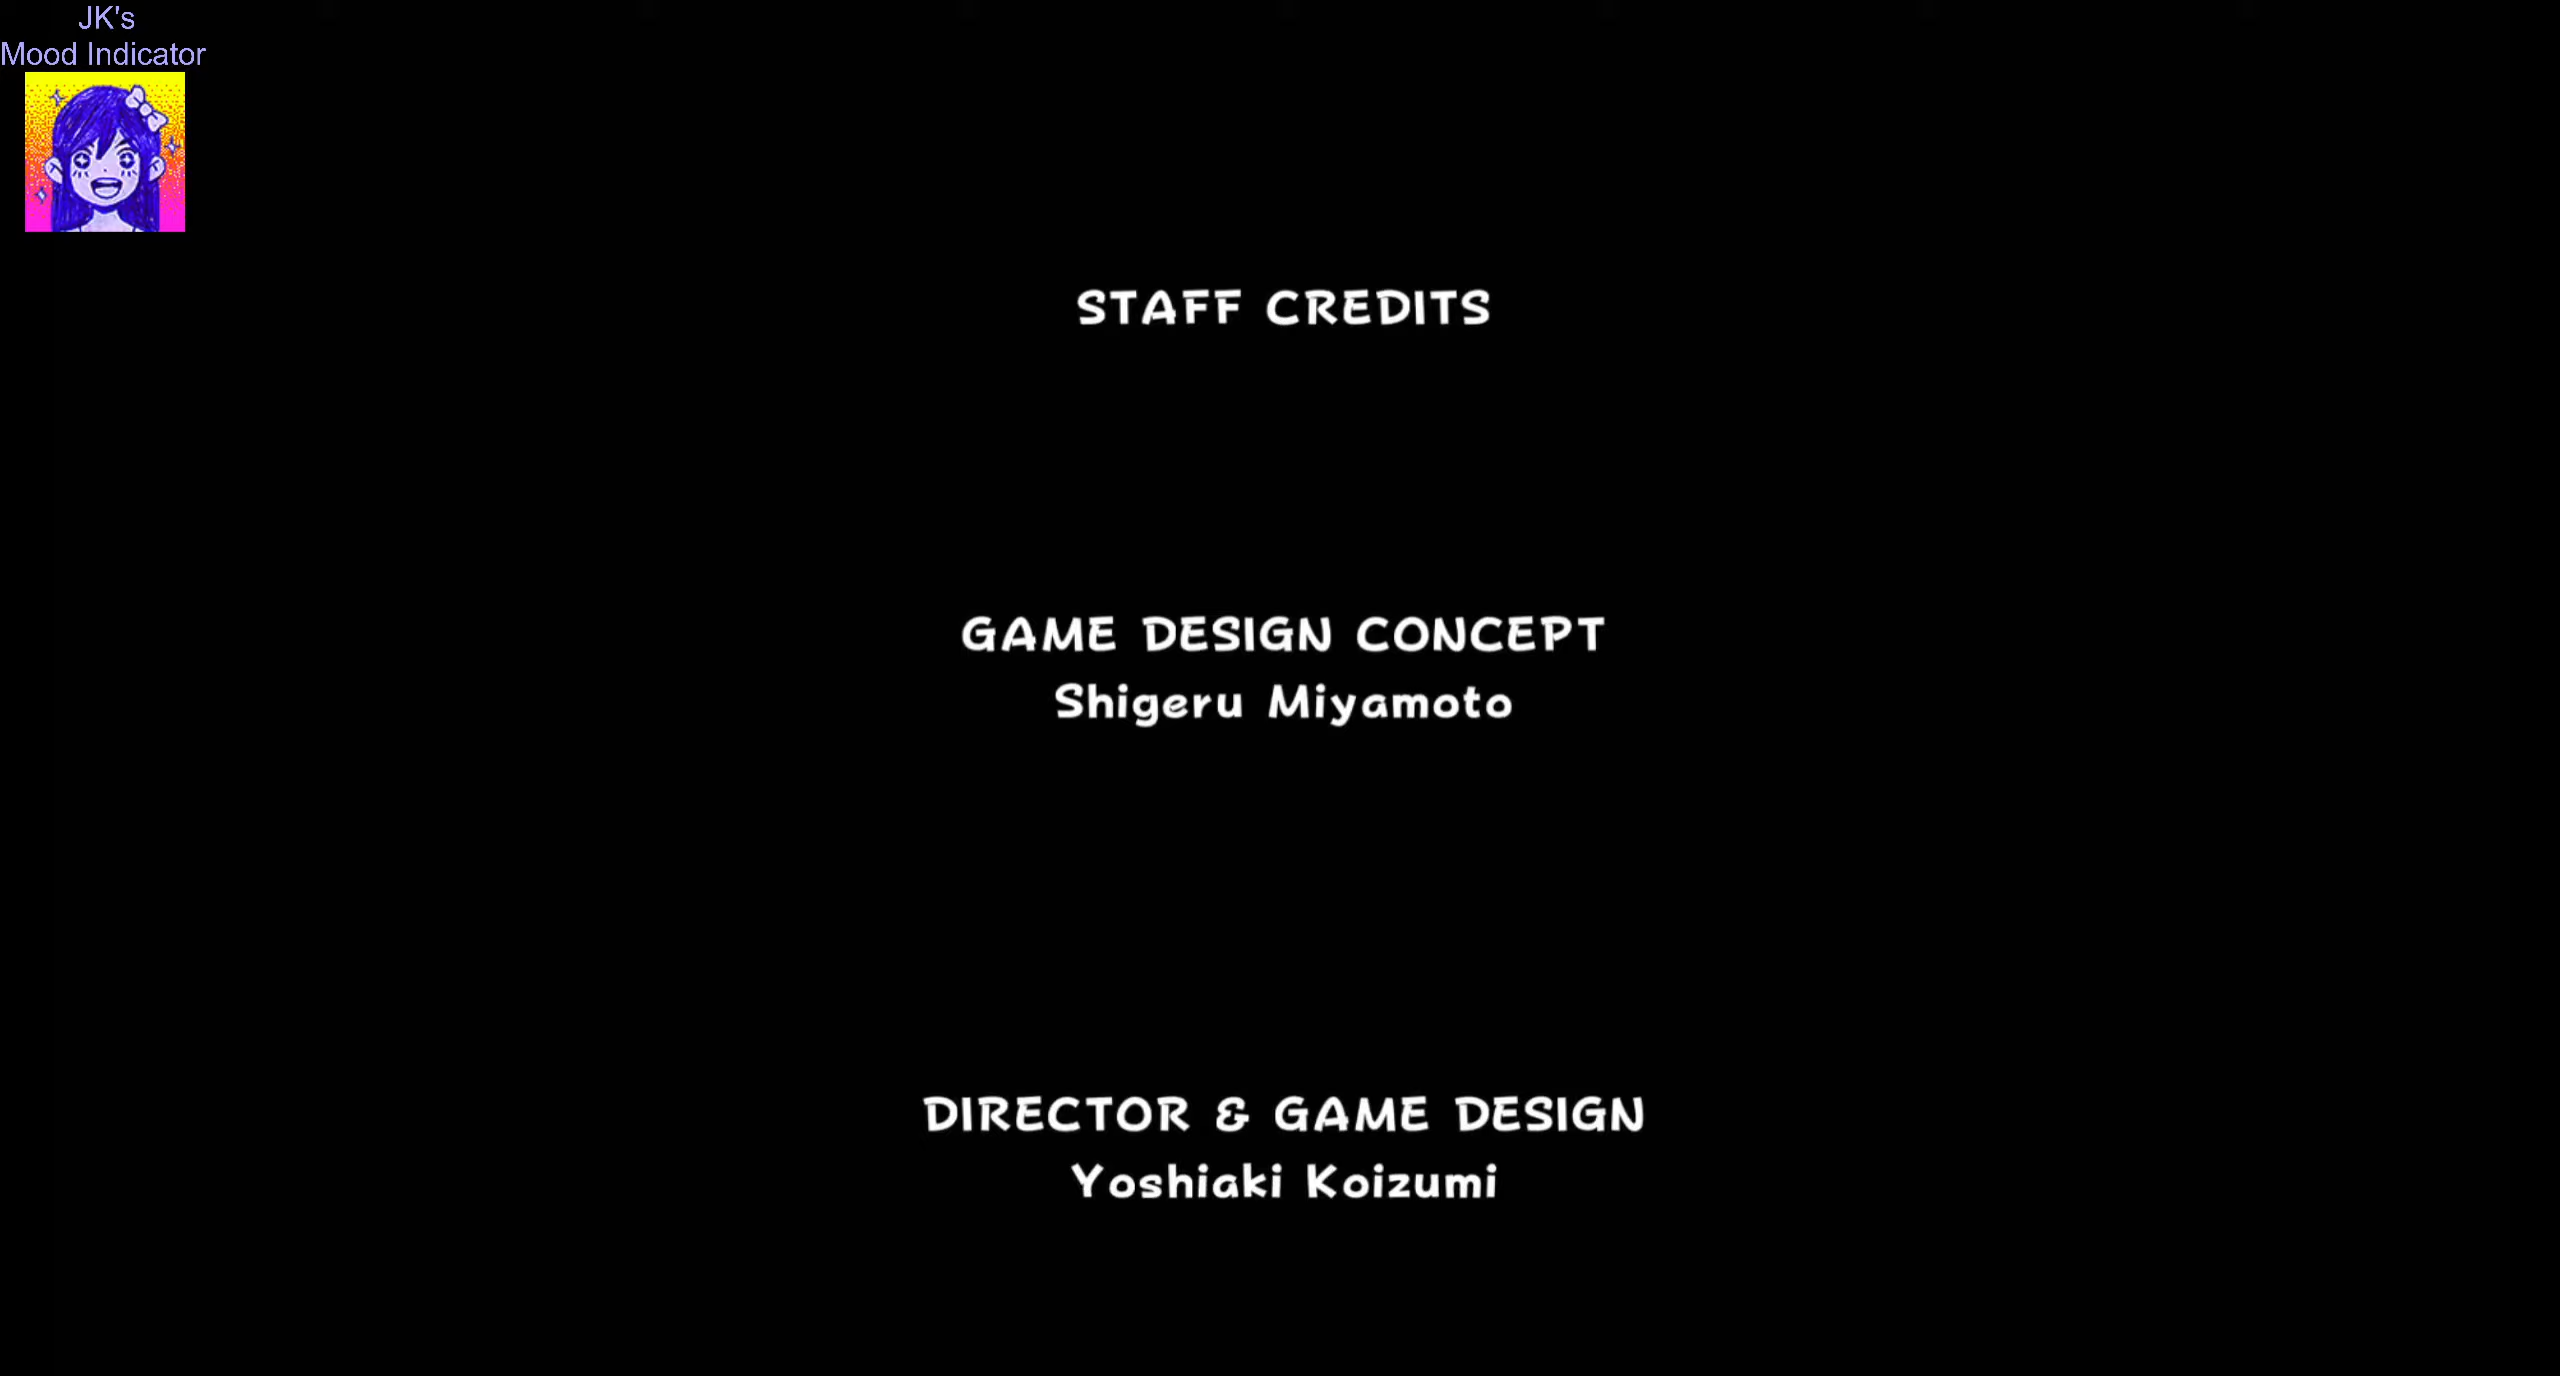 JK's
Mood Indicator
STAFF CREDITS
GAME DESIGN CONCEPT
Shigeru Miyamoto
DIRECTOR & GAME DESIGN
Yoshiaki Koizumi